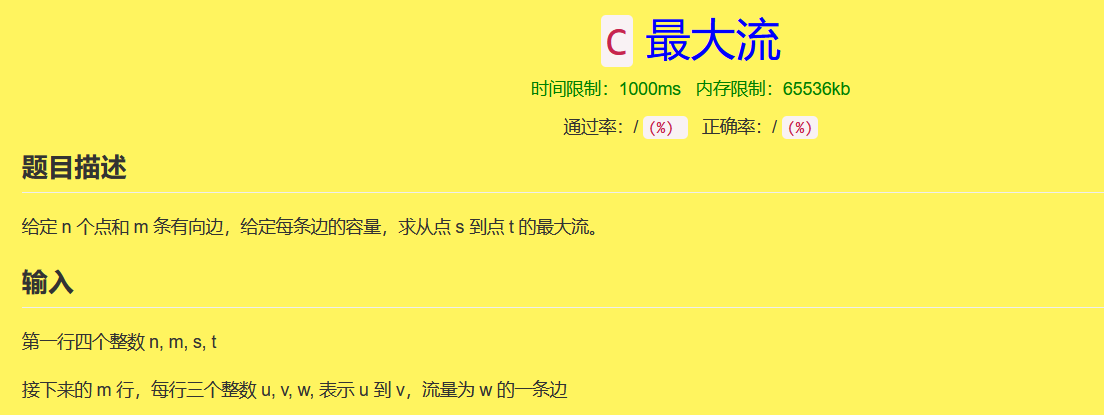 C 最大流
时间限制：1000ms 内存限制：65536kb
通过率：/ (%) 正确率：/ (%)
题目描述
给定 n 个点和 m 条有向边，给定每条边的容量，求从点 s 到点 t 的最大流。
输入
第一行四个整数 n, m, s, t
接下来的 m 行，每行三个整数 u, v, w, 表示 u 到 v，流量为 w 的一条边